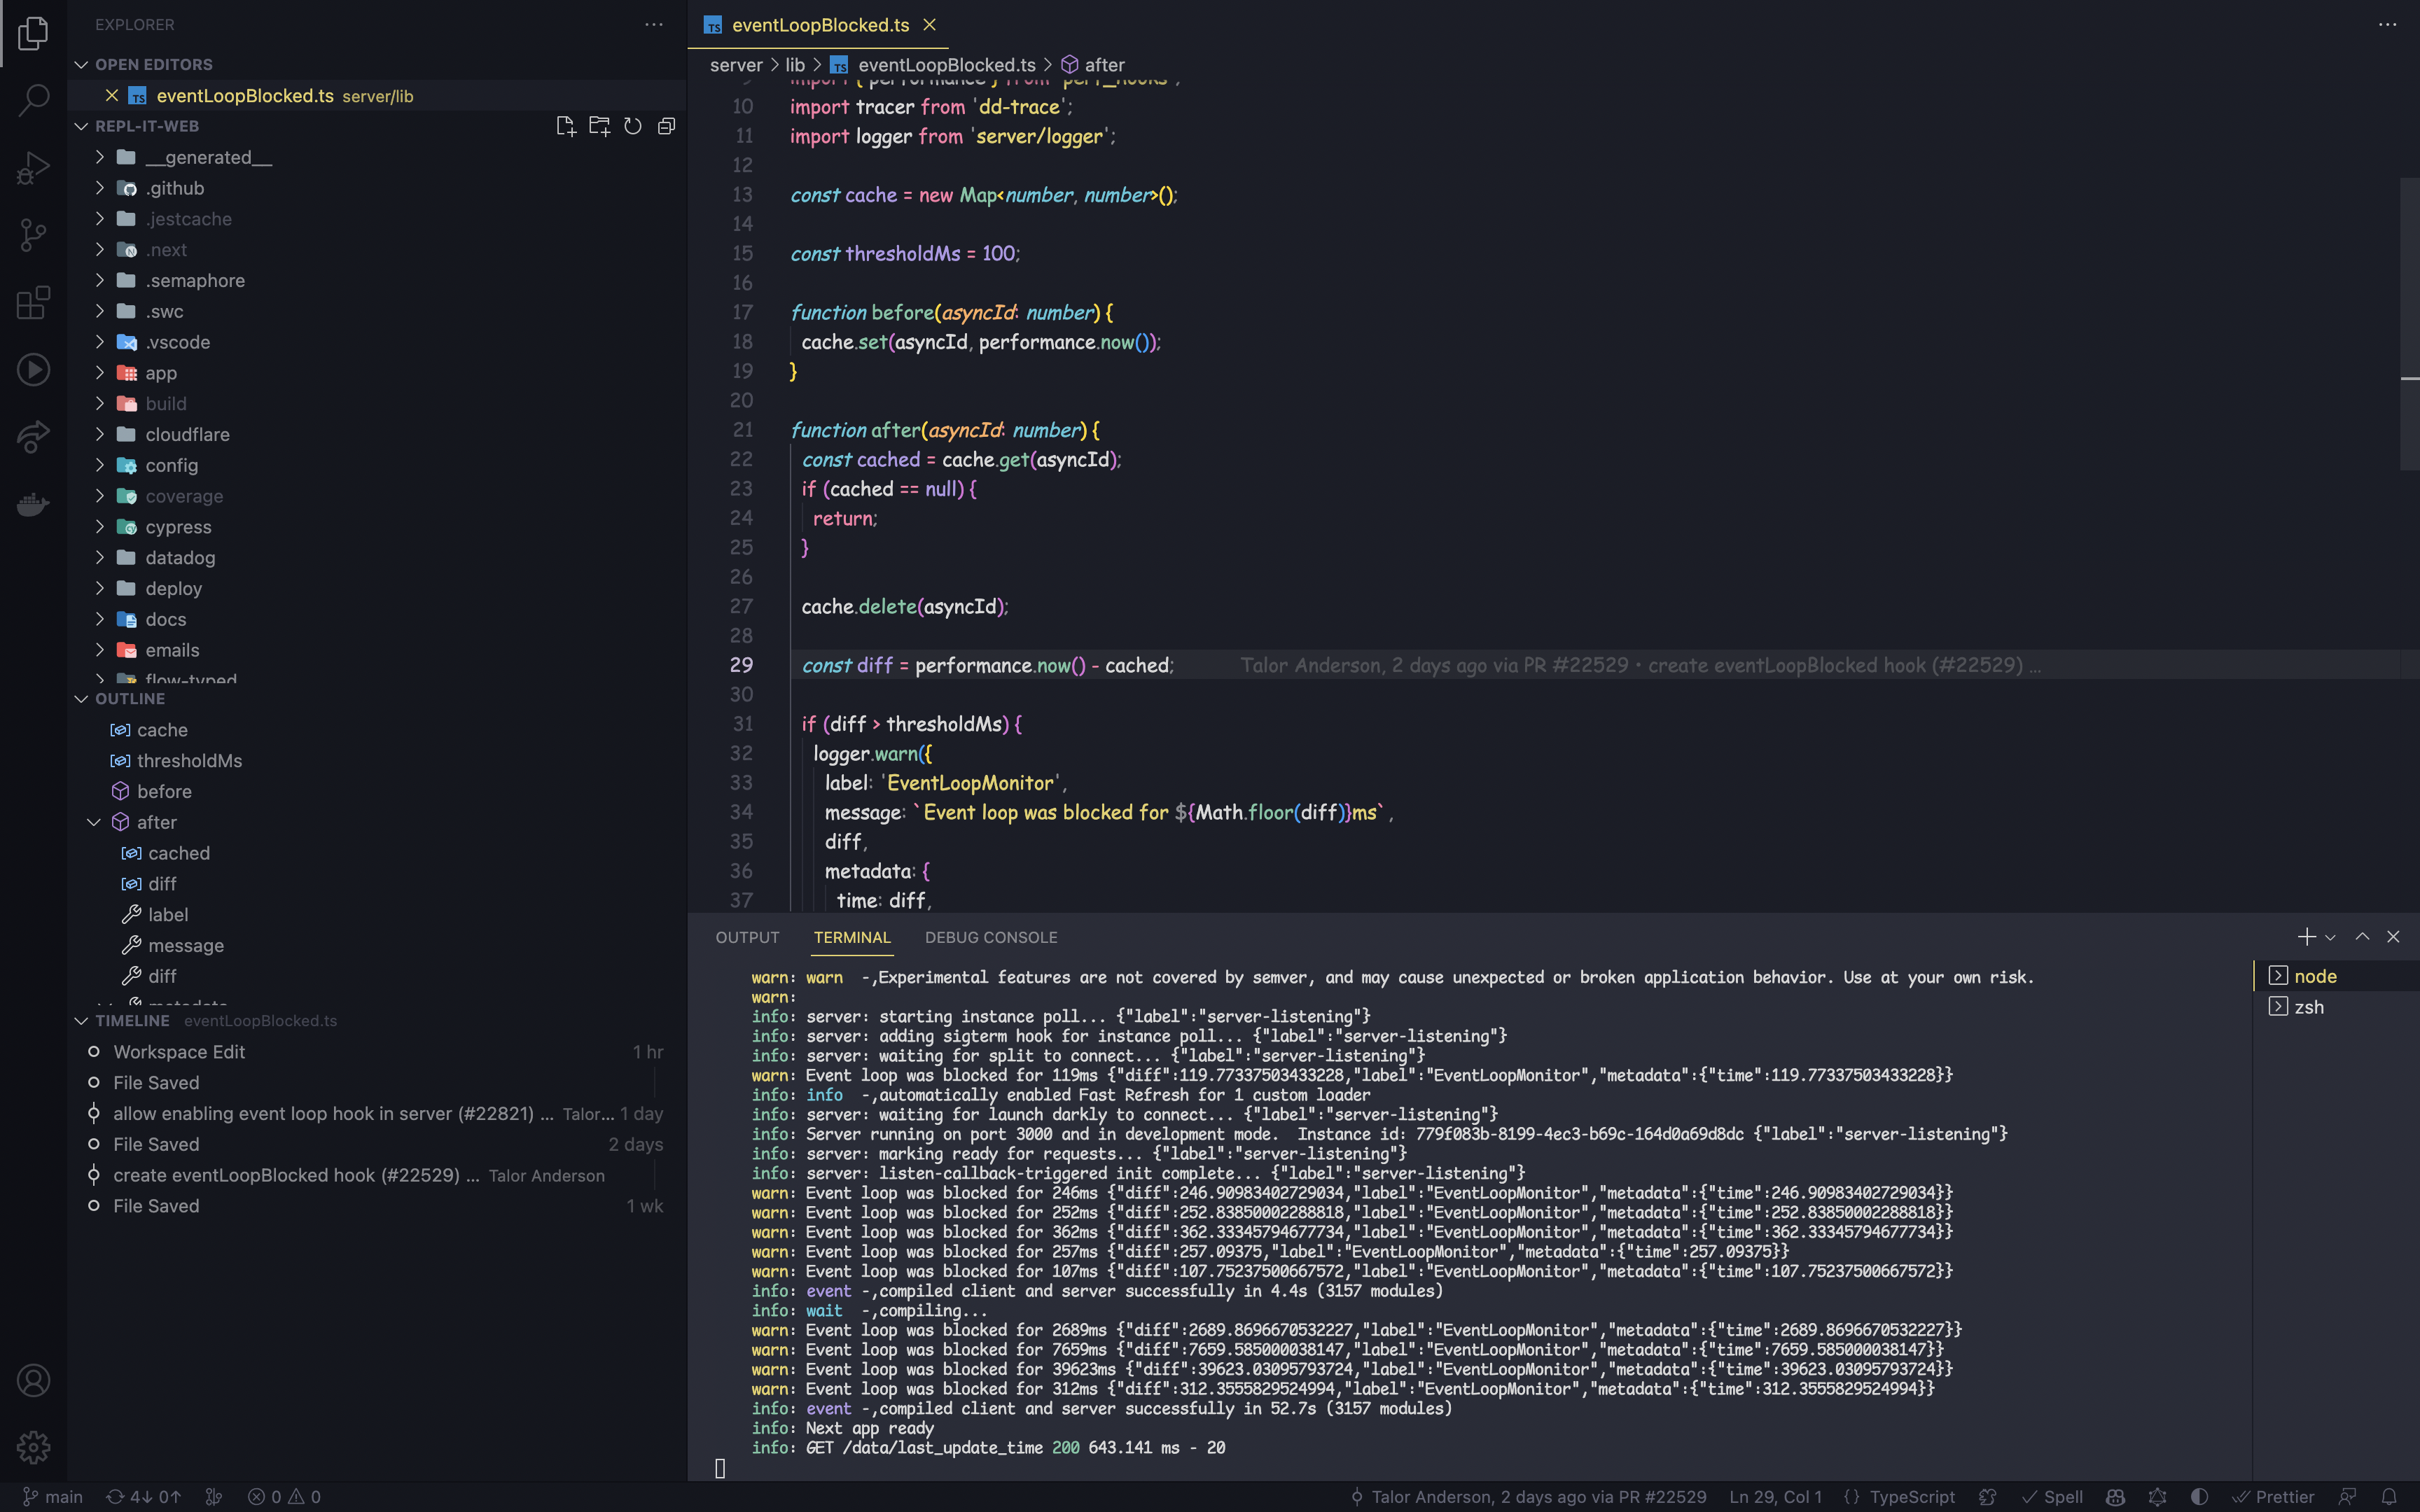 EXPLORER
OPEN EDITORS
eventLoopBlocked.ts server/lib
REPL-IT-WEB
__generated__
.github
.jestcache
.next
.semaphore
.swc
.vscode
app
build
cloudflare
config
coverage
cypress
datadog
deploy
docs
emails
flow-typed
OUTLINE
cache
thresholdMs
before
after
cached
diff
label
message
diff
metadata
TIMELINE eventLoopBlocked.ts
Workspace Edit 1 hr
File Saved
allow enabling event loop hook in server (#22821) ... Talor... 1 day
File Saved 2 days
create eventLoopBlocked hook (#22529) ... Talor Anderson
File Saved 1 wk
eventLoopBlocked.ts
server > lib > eventLoopBlocked.ts > after
9 import { performance } from 'perf_hooks';
10 import tracer from 'dd-trace';
11 import logger from 'server/logger';
12
13 const cache = new Map<number, number>();
14
15 const thresholdMs = 100;
16
17 function before(asyncId: number) {
18 cache.set(asyncId, performance.now());
19 }
20
21 function after(asyncId: number) {
22 const cached = cache.get(asyncId);
23 if (cached == null) {
24 return;
25 }
26
27 cache.delete(asyncId);
28
29 const diff = performance.now() - cached; Talor Anderson, 2 days ago via PR #22529 • create eventLoopBlocked hook (#22529) ...
30
31 if (diff > thresholdMs) {
32 logger.warn({
33 label: 'EventLoopMonitor',
34 message: `Event loop was blocked for ${Math.floor(diff)}ms`,
35 diff,
36 metadata: {
37 time: diff,
OUTPUT TERMINAL DEBUG CONSOLE
warn: warn -,Experimental features are not covered by semver, and may cause unexpected or broken application behavior. Use at your own risk.
warn:
info: server: starting instance poll... {"label":"server-listening"}
info: server: adding sigterm hook for instance poll... {"label":"server-listening"}
info: server: waiting for split to connect... {"label":"server-listening"}
warn: Event loop was blocked for 119ms {"diff":119.77337503433228,"label":"EventLoopMonitor","metadata":{"time":119.77337503433228}}
info: info -,automatically enabled Fast Refresh for 1 custom loader
info: server: waiting for launch darkly to connect... {"label":"server-listening"}
info: Server running on port 3000 and in development mode. Instance id: 779f083b-8199-4ec3-b69c-164d0a69d8dc {"label":"server-listening"}
info: server: marking ready for requests... {"label":"server-listening"}
info: server: listen-callback-triggered init complete... {"label":"server-listening"}
warn: Event loop was blocked for 246ms {"diff":246.90983402729034,"label":"EventLoopMonitor","metadata":{"time":246.90983402729034}}
warn: Event loop was blocked for 252ms {"diff":252.83850002288818,"label":"EventLoopMonitor","metadata":{"time":252.83850002288818}}
warn: Event loop was blocked for 362ms {"diff":362.33345794677734,"label":"EventLoopMonitor","metadata":{"time":362.33345794677734}}
warn: Event loop was blocked for 257ms {"diff":257.09375,"label":"EventLoopMonitor","metadata":{"time":257.09375}}
warn: Event loop was blocked for 107ms {"diff":107.75237500667572,"label":"EventLoopMonitor","metadata":{"time":107.75237500667572}}
info: event -,compiled client and server successfully in 4.4s (3157 modules)
info: wait -,compiling...
warn: Event loop was blocked for 2689ms {"diff":2689.8696670532227,"label":"EventLoopMonitor","metadata":{"time":2689.8696670532227}}
warn: Event loop was blocked for 7659ms {"diff":7659.585000038147,"label":"EventLoopMonitor","metadata":{"time":7659.585000038147}}
warn: Event loop was blocked for 39623ms {"diff":39623.03095793724,"label":"EventLoopMonitor","metadata":{"time":39623.03095793724}}
warn: Event loop was blocked for 312ms {"diff":312.3555829524994,"label":"EventLoopMonitor","metadata":{"time":312.3555829524994}}
info: event -,compiled client and server successfully in 52.7s (3157 modules)
info: Next app ready
info: GET /data/last_update_time 200 643.141 ms - 20
node
zsh
main 4↓ 0↑ 0 0 Talor Anderson, 2 days ago via PR #22529 Ln 29, Col 1 {} TypeScript Spell Prettier